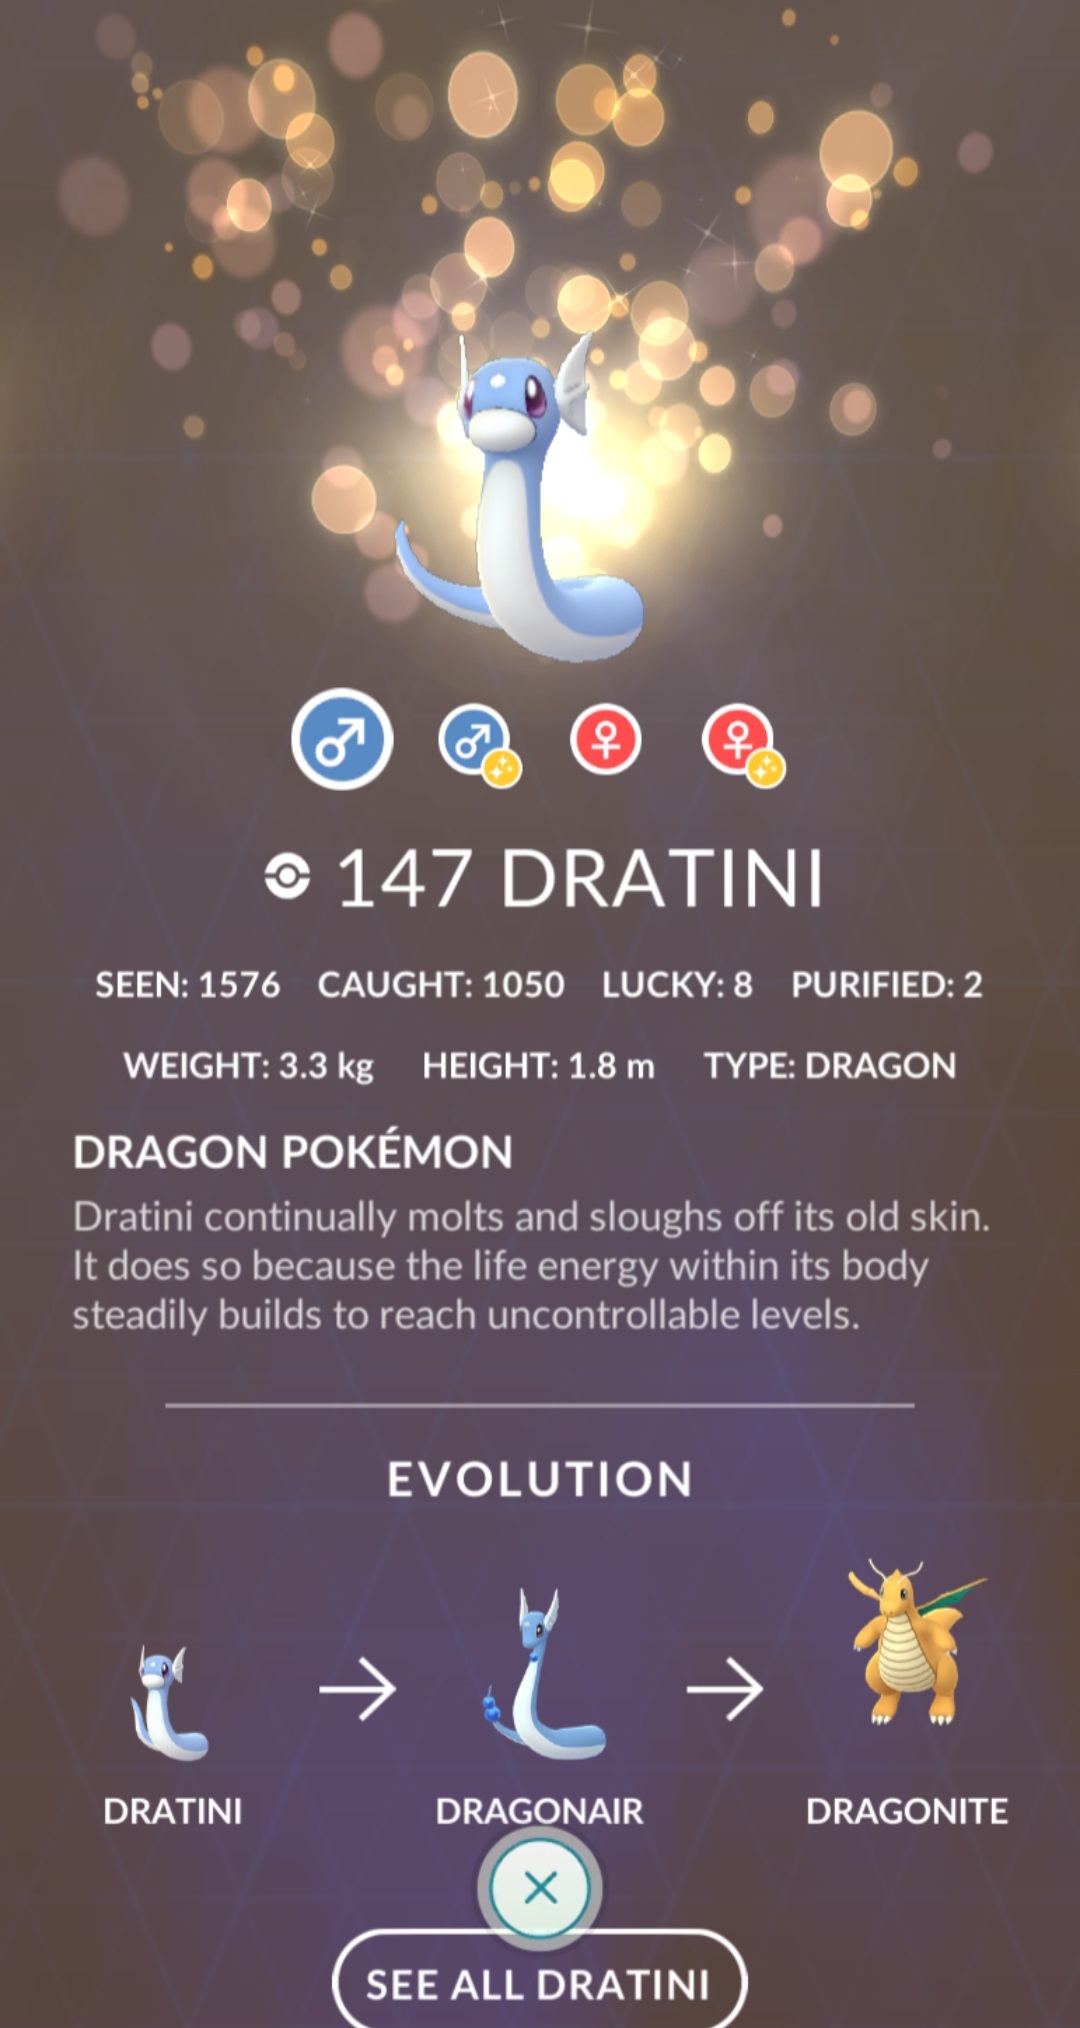 147 DRATINI
SEEN: 1576 CAUGHT: 1050 LUCKY: 8 PURIFIED: 2
WEIGHT: 3.3 kg HEIGHT: 1.8 m TYPE: DRAGON
DRAGON POKÉMON
Dratini continually molts and sloughs off its old skin.
It does so because the life energy within its body
steadily builds to reach uncontrollable levels.
EVOLUTION
DRATINI DRAGONAIR DRAGONITE
SEE ALL DRATINI